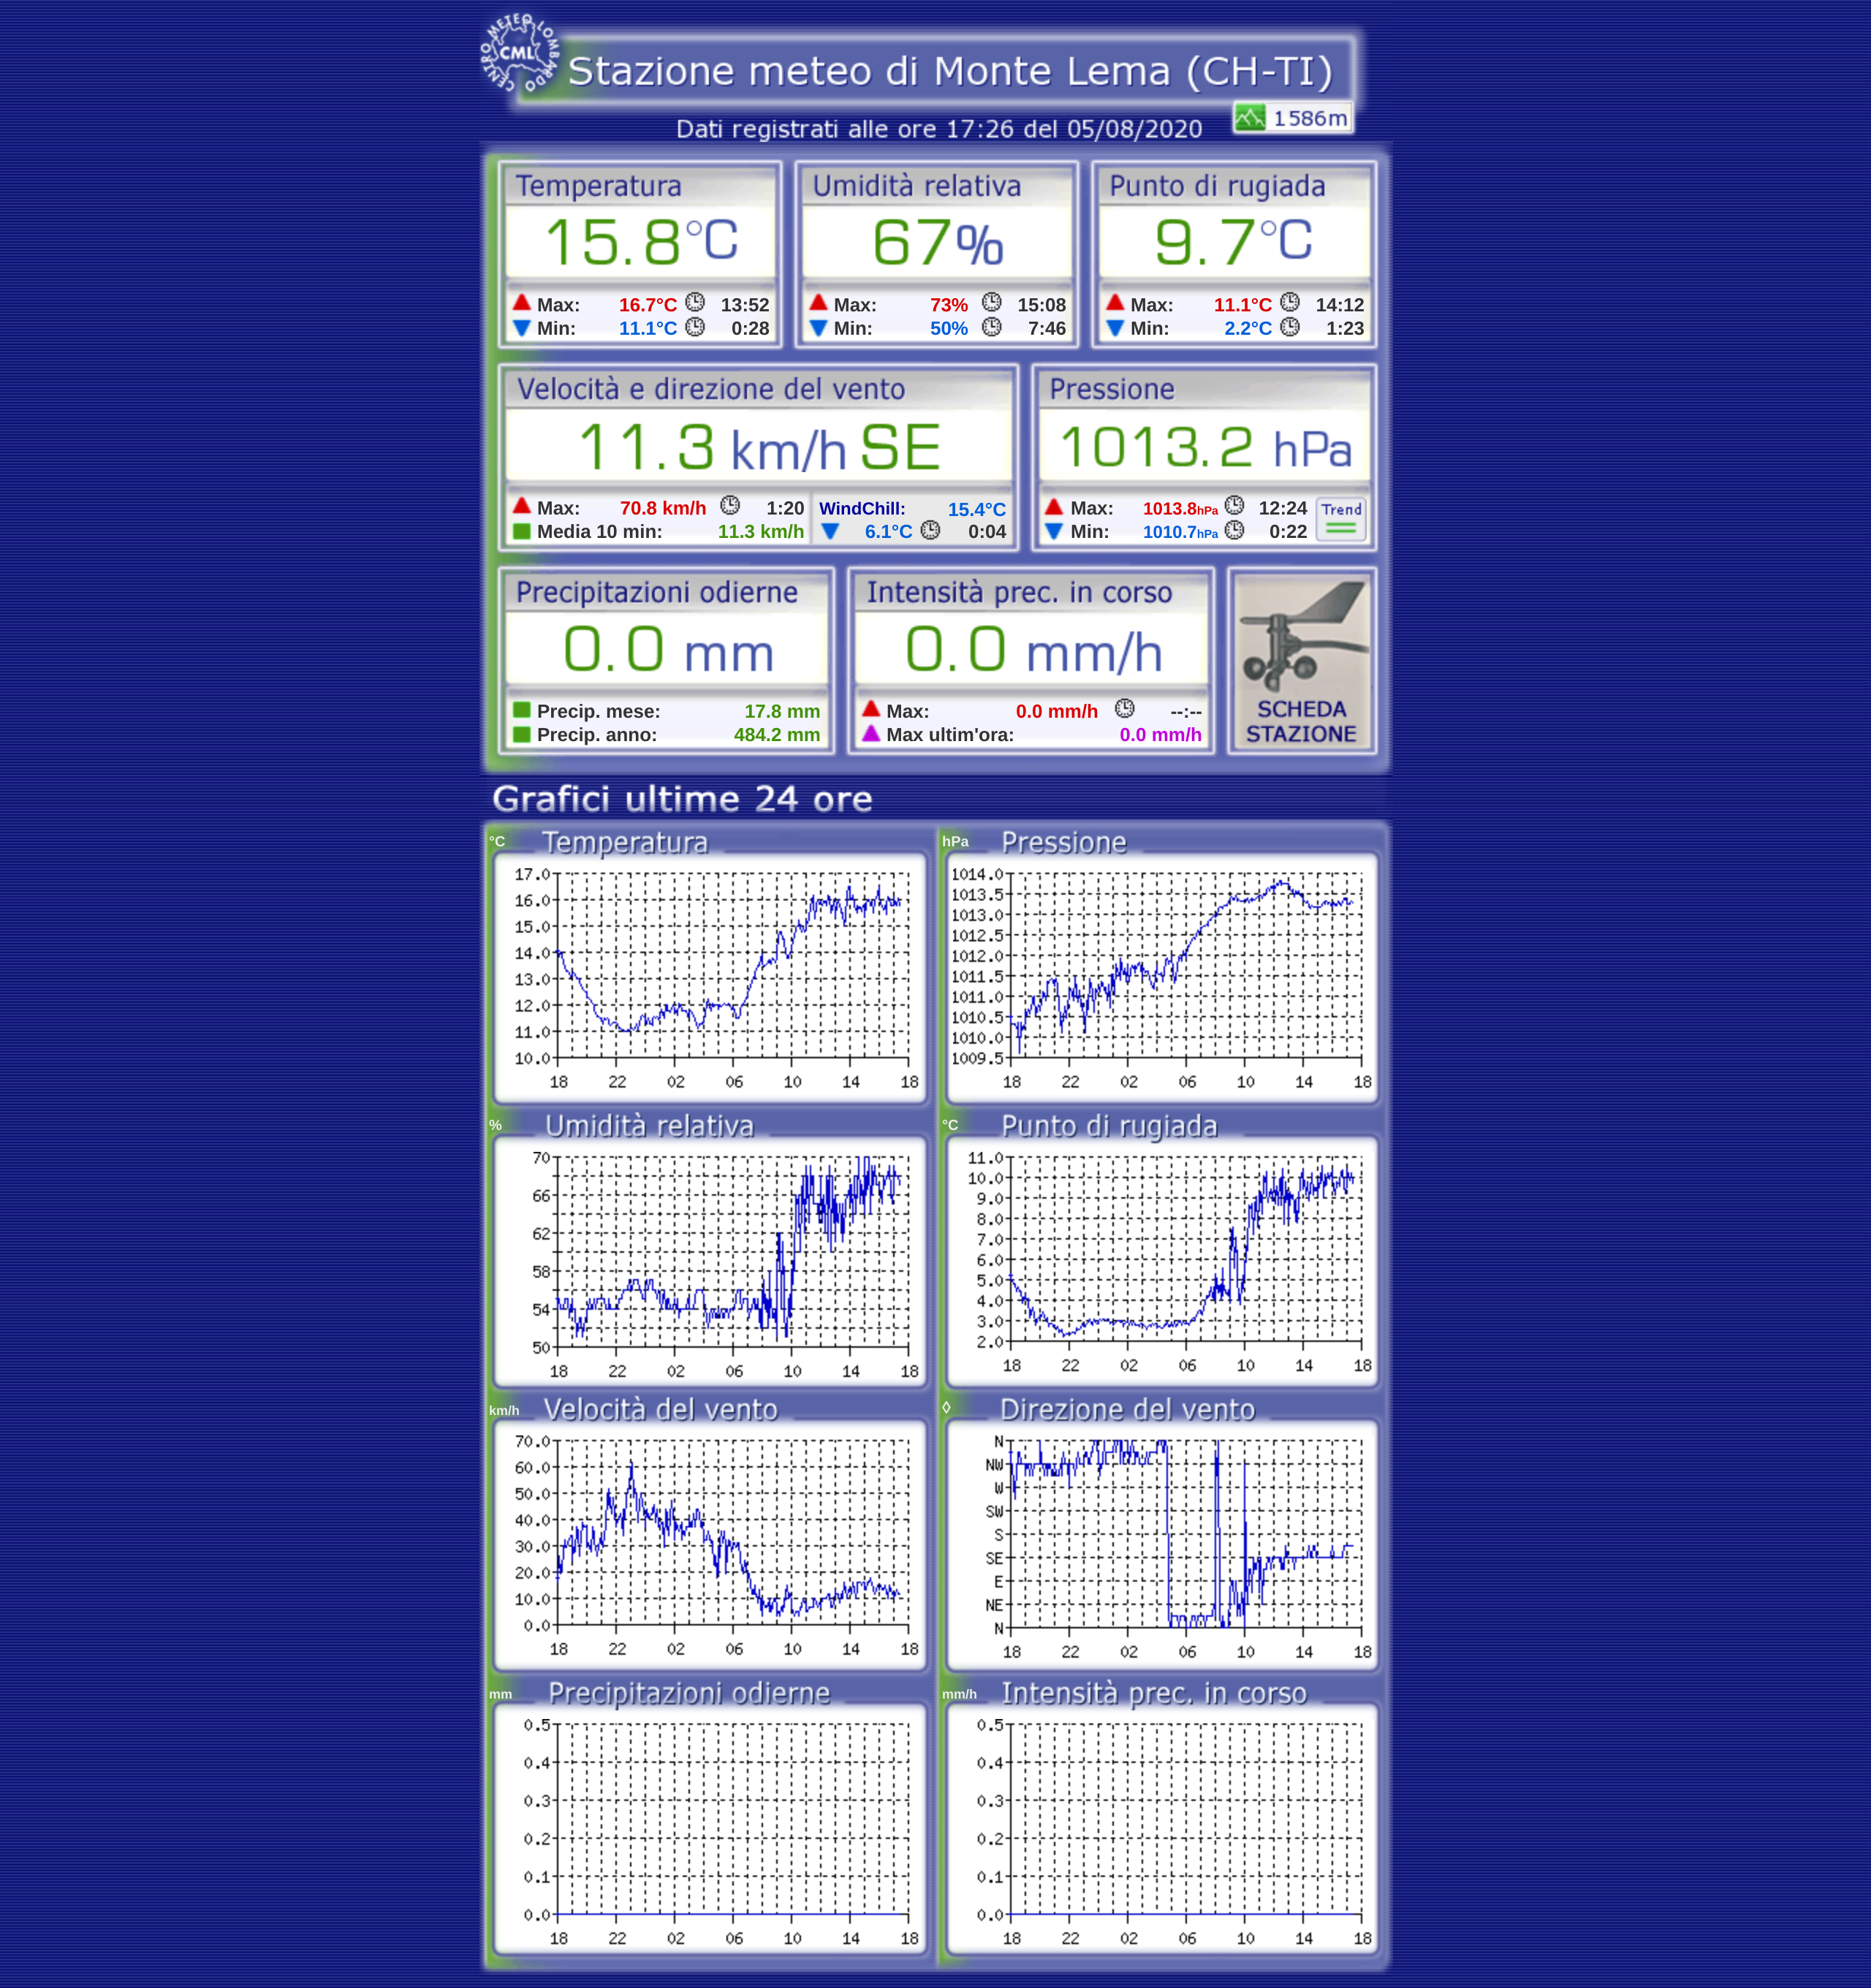 CENTRO METEO LOMBARDO
CML
Stazione meteo di Monte Lema (CH-TI)
1586m
Dati registrati alle ore 17:26 del 05/08/2020
Temperatura Umidità relativa Punto di rugiada
15.8°C 67% 9.7°C
Max: 16.7°C 13:52 Max: 73% 15:08 Max: 11.1°C 14:12
Min: 11.1°C 0:28 Min: 50% 7:46 Min: 2.2°C 1:23
Velocità e direzione del vento Pressione
11.3 km/h SE 1013.2 hPa
Max: 70.8 km/h 1:20 WindChill: 15.4°C Max: 1013.8hPa 12:24 Trend
Media 10 min: 11.3 km/h 6.1°C 0:04 Min: 1010.7hPa 0:22
Precipitazioni odierne Intensità prec. in corso
0.0 mm 0.0 mm/h
Precip. mese: 17.8 mm Max: 0.0 mm/h --:-- SCHEDA
Precip. anno: 484.2 mm Max ultim'ora: 0.0 mm/h STAZIONE
Grafici ultime 24 ore
°C Temperatura
17.0
16.0
15.0
14.0
13.0
12.0
11.0
10.0
18 22 02 06 10 14 18
hPa Pressione
1014.0
1013.5
1013.0
1012.5
1012.0
1011.5
1011.0
1010.5
1010.0
1009.5
18 22 02 06 10 14 18
% Umidità relativa
70
66
62
58
54
50
18 22 02 06 10 14 18
°C Punto di rugiada
11.0
10.0
9.0
8.0
7.0
6.0
5.0
4.0
3.0
2.0
18 22 02 06 10 14 18
km/h Velocità del vento
70.0
60.0
50.0
40.0
30.0
20.0
10.0
0.0
18 22 02 06 10 14 18
◊ Direzione del vento
N
NW
W
SW
S
SE
E
NE
N
18 22 02 06 10 14 18
mm Precipitazioni odierne
0.5
0.4
0.3
0.2
0.1
0.0
18 22 02 06 10 14 18
mm/h Intensità prec. in corso
0.5
0.4
0.3
0.2
0.1
0.0
18 22 02 06 10 14 18